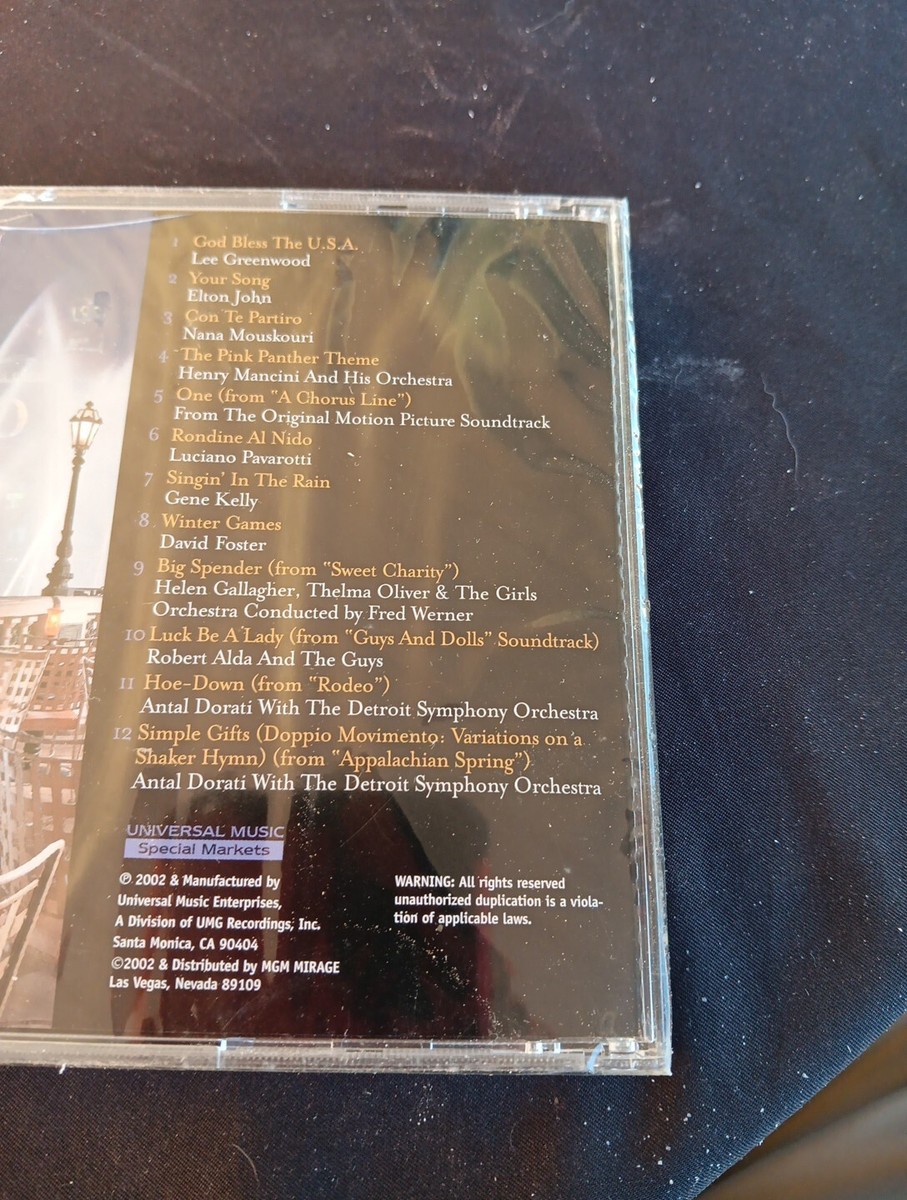 1 God Bless The U.S.A.
Lee Greenwood
2 Your Song
Elton John
3 Con Te Partiro
Nana Mouskouri
4 The Pink Panther Theme
Henry Mancini And His Orchestra
5 One (from "A Chorus Line")
From The Original Motion Picture Soundtrack
6 Rondine Al Nido
Luciano Pavarotti
7 Singin' In The Rain
Gene Kelly
8 Winter Games
David Foster
9 Big Spender (from "Sweet Charity")
Helen Gallagher, Thelma Oliver & The Girls
Orchestra Conducted by Fred Werner
10 Luck Be A Lady (from "Guys And Dolls" Soundtrack)
Robert Alda And The Guys
11 Hoe-Down (from "Rodeo")
Antal Dorati With The Detroit Symphony Orchestra
12 Simple Gifts (Doppio Movimento: Variations on a
Shaker Hymn) (from "Appalachian Spring")
Antal Dorati With The Detroit Symphony Orchestra
UNIVERSAL MUSIC
Special Markets
℗ 2002 & Manufactured by
Universal Music Enterprises,
A Division of UMG Recordings, Inc.
Santa Monica, CA 90404
©2002 & Distributed by MGM MIRAGE
Las Vegas, Nevada 89109
WARNING: All rights reserved
unauthorized duplication is a viola-
tion of applicable laws.